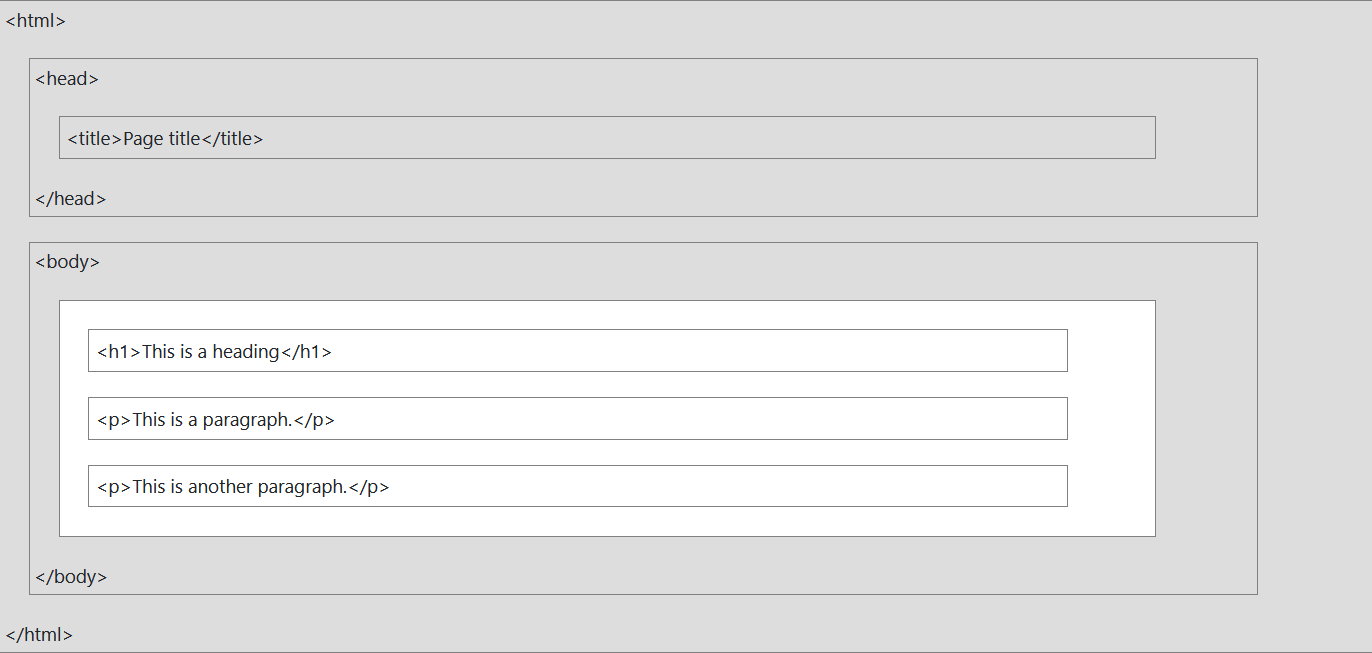 <html>
<head>
<title>Page title</title>
</head>
<body>
<h1>This is a heading</h1>
<p>This is a paragraph.</p>
<p>This is another paragraph.</p>
</body>
</html>